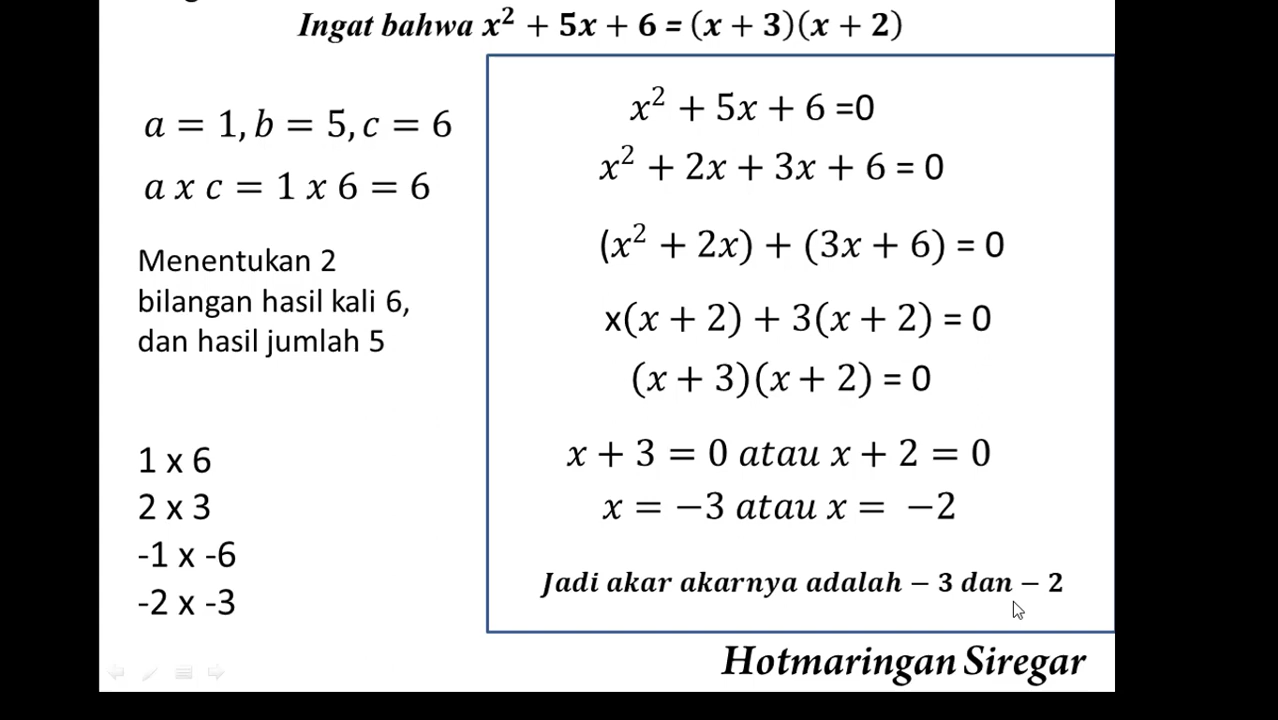 Ingat bahwa x² + 5x + 6 = (x + 3)(x + 2)
a = 1, b = 5, c = 6
a x c = 1 x 6 = 6
Menentukan 2
bilangan hasil kali 6,
dan hasil jumlah 5
1 x 6
2 x 3
-1 x -6
-2 x -3
x² + 5x + 6 =0
x² + 2x + 3x + 6 = 0
(x² + 2x) + (3x + 6) = 0
x(x + 2) + 3(x + 2) = 0
(x + 3)(x + 2) = 0
x + 3 = 0 atau x + 2 = 0
x = −3 atau x = −2
Jadi akar akarnya adalah − 3 dan − 2
Hotmaringan Siregar